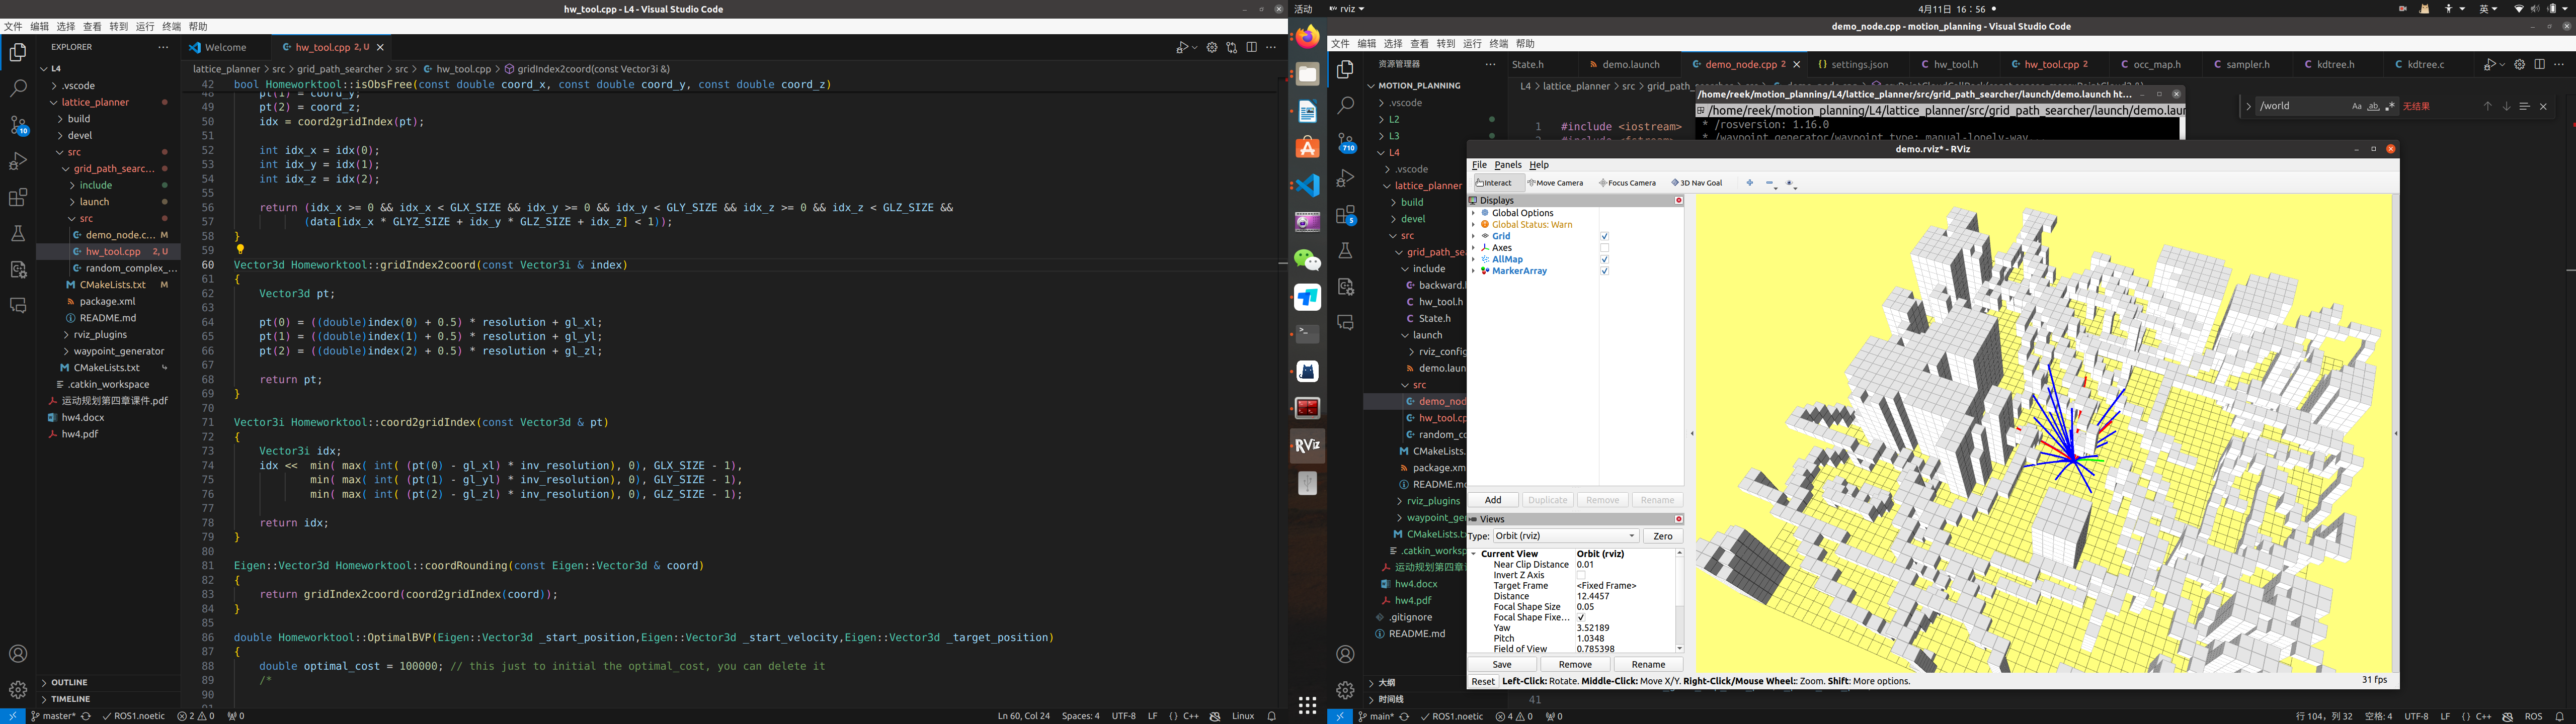 hw_tool.cpp - L4 - Visual Studio Code
文件 编辑 选择 查看 转到 运行 终端 帮助
EXPLORER
L4
.vscode
lattice_planner
build
devel
src
grid_path_searc...
include
launch
src
demo_node.c... M
hw_tool.cpp 2, U
random_complex_...
CMakeLists.txt M
package.xml
README.md
rviz_plugins
waypoint_generator
CMakeLists.txt
.catkin_workspace
运动规划第四章课件.pdf
hw4.docx
hw4.pdf
OUTLINE
TIMELINE
10
Welcome
hw_tool.cpp 2, U
lattice_planner > src > grid_path_searcher > src > hw_tool.cpp > gridIndex2coord(const Vector3i &)
42 bool Homeworktool::isObsFree(const double coord_x, const double coord_y, const double coord_z)
48 pt(1) = coord_y;
49 pt(2) = coord_z;
50 idx = coord2gridIndex(pt);
51
52 int idx_x = idx(0);
53 int idx_y = idx(1);
54 int idx_z = idx(2);
55
56 return (idx_x >= 0 && idx_x < GLX_SIZE && idx_y >= 0 && idx_y < GLY_SIZE && idx_z >= 0 && idx_z < GLZ_SIZE &&
57 (data[idx_x * GLYZ_SIZE + idx_y * GLZ_SIZE + idx_z] < 1));
58 }
59
60 Vector3d Homeworktool::gridIndex2coord(const Vector3i & index)
61 {
62 Vector3d pt;
63
64 pt(0) = ((double)index(0) + 0.5) * resolution + gl_xl;
65 pt(1) = ((double)index(1) + 0.5) * resolution + gl_yl;
66 pt(2) = ((double)index(2) + 0.5) * resolution + gl_zl;
67
68 return pt;
69 }
70
71 Vector3i Homeworktool::coord2gridIndex(const Vector3d & pt)
72 {
73 Vector3i idx;
74 idx << min( max( int( (pt(0) - gl_xl) * inv_resolution), 0), GLX_SIZE - 1),
75 min( max( int( (pt(1) - gl_yl) * inv_resolution), 0), GLY_SIZE - 1),
76 min( max( int( (pt(2) - gl_zl) * inv_resolution), 0), GLZ_SIZE - 1);
77
78 return idx;
79 }
80
81 Eigen::Vector3d Homeworktool::coordRounding(const Eigen::Vector3d & coord)
82 {
83 return gridIndex2coord(coord2gridIndex(coord));
84 }
85
86 double Homeworktool::OptimalBVP(Eigen::Vector3d _start_position,Eigen::Vector3d _start_velocity,Eigen::Vector3d _target_position)
87 {
88 double optimal_cost = 100000; // this just to initial the optimal_cost, you can delete it
89 /*
90
master* ROS1.noetic 2 0 0
Ln 60, Col 24 Spaces: 4 UTF-8 LF {} C++ Linux
活动 rviz
4月11日 16：56
英
demo_node.cpp - motion_planning - Visual Studio Code
文件 编辑 选择 查看 转到 运行 终端 帮助
资源管理器
MOTION_PLANNING
.vscode
L2
L3
L4
.vscode
lattice_planner
build
devel
src
grid_path_sea
include
backward.
hw_tool.h
State.h
launch
rviz_config
demo.laun
src
demo_nod
hw_tool.cp
random_co
CMakeLists.
package.xm
README.md
rviz_plugins
waypoint_ge
CMakeLists.t
.catkin_worksp
运动规划第四章
hw4.docx
hw4.pdf
.gitignore
README.md
大纲
时间线
710
5
State.h demo.launch demo_node.cpp 2 settings.json hw_tool.h hw_tool.cpp 2 occ_map.h sampler.h kdtree.h kdtree.c
L4 > lattice_planner > src > grid_path_sear
1 #include <iostream>
/home/reek/motion_planning/L4/lattice_planner/src/grid_path_searcher/launch/demo.launch ht...
/home/reek/motion_planning/L4/lattice_planner/src/grid_path_searcher/launch/demo.lau
* /rosversion: 1.16.0
* /waypoint_generator/waypoint_type: manual-lonely-way...
/world Aa ab 无结果
demo.rviz* - RViz
File Panels Help
Interact Move Camera Focus Camera 3D Nav Goal
Displays
Global Options
Global Status: Warn
Grid
Axes
AllMap
MarkerArray
Add Duplicate Remove Rename
Views
Type: Orbit (rviz) Zero
Current View Orbit (rviz)
Near Clip Distance 0.01
Invert Z Axis
Target Frame <Fixed Frame>
Distance 12.4457
Focal Shape Size 0.05
Focal Shape Fixe...
Yaw 3.52189
Pitch 1.0348
Field of View 0.785398
Save Remove Rename
Reset Left-Click: Rotate. Middle-Click: Move X/Y. Right-Click/Mouse Wheel:: Zoom. Shift: More options.
31 fps
41
RViz
main* ROS1.noetic 4 0 0
行 104，列 32 空格: 4 UTF-8 LF {} C++ ROS